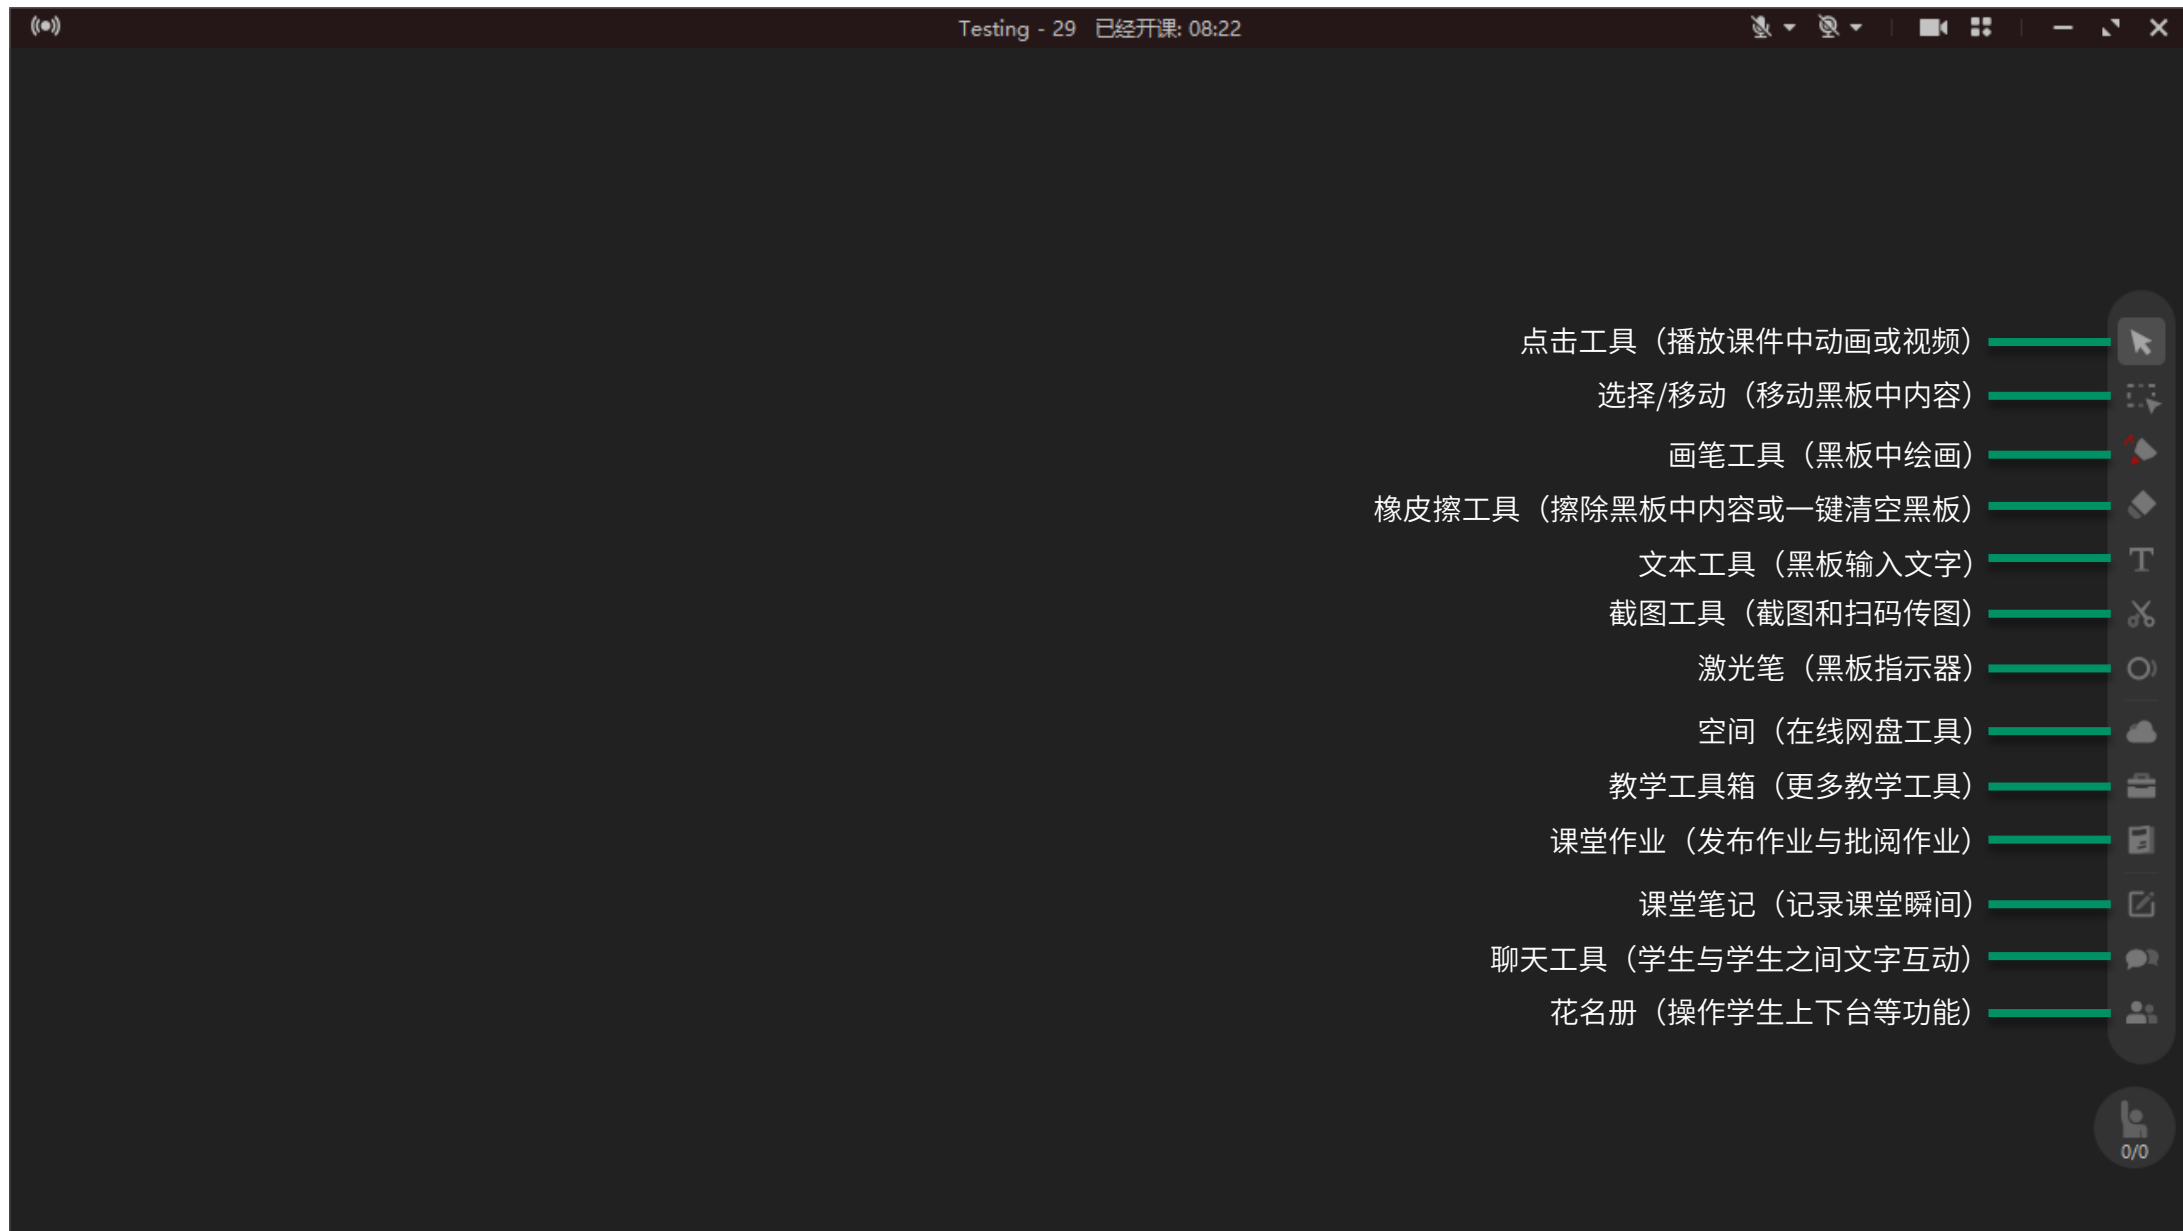 Testing - 29 已经开课: 08:22
点击工具（播放课件中动画或视频）
选择/移动（移动黑板中内容）
画笔工具（黑板中绘画）
橡皮擦工具（擦除黑板中内容或一键清空黑板）
文本工具（黑板输入文字）
截图工具（截图和扫码传图）
激光笔（黑板指示器）
空间（在线网盘工具）
教学工具箱（更多教学工具）
课堂作业（发布作业与批阅作业）
课堂笔记（记录课堂瞬间）
聊天工具（学生与学生之间文字互动）
花名册（操作学生上下台等功能）
0/0